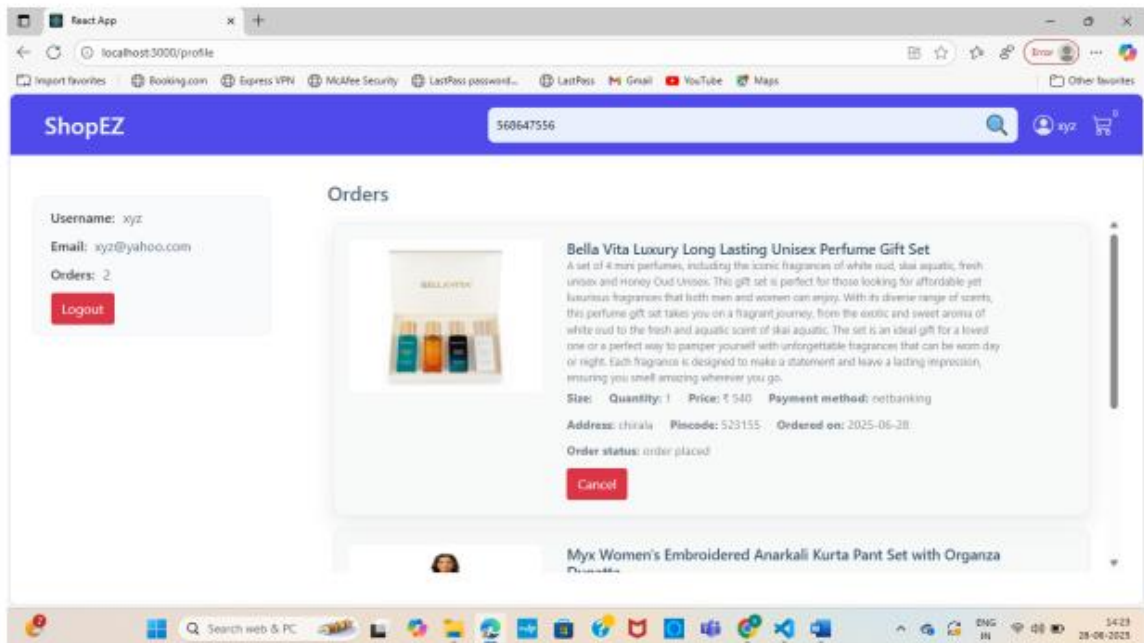 React App
localhost:3000/profile
Error
Import favorites Booking.com Express VPN McAfee Security LastPass password... LastPass Gmail YouTube Maps Other favorites
ShopEZ
568647556
xyz
0
Orders
Username: xyz
Email: xyz@yahoo.com
Orders: 2
Logout
BELLAVITA
Bella Vita Luxury Long Lasting Unisex Perfume Gift Set
A set of 4 mini perfumes, including the iconic fragrances of white oud, skai aquatic, fresh
unisex and Honey Oud Unisex. This gift set is perfect for those looking for affordable yet
luxurious fragrances that both men and women can enjoy. With its diverse range of scents,
this perfume gift set takes you on a fragrant journey, from the exotic and sweet aroma of
white oud to the fresh and aquatic scent of skai aquatic. The set is an ideal gift for a loved
one or a perfect way to pamper yourself with unforgettable fragrances that can be worn day
or night. Each fragrance is designed to make a statement and leave a lasting impression,
ensuring you smell amazing wherever you go.
Size: Quantity: 1 Price: ₹ 540 Payment method: netbanking
Address: chirala Pincode: 523155 Ordered on: 2025-06-28
Order status: order placed
Cancel
Myx Women's Embroidered Anarkali Kurta Pant Set with Organza
Dupatta
Search web & PC
ENG
IN
14:29
28-06-2025